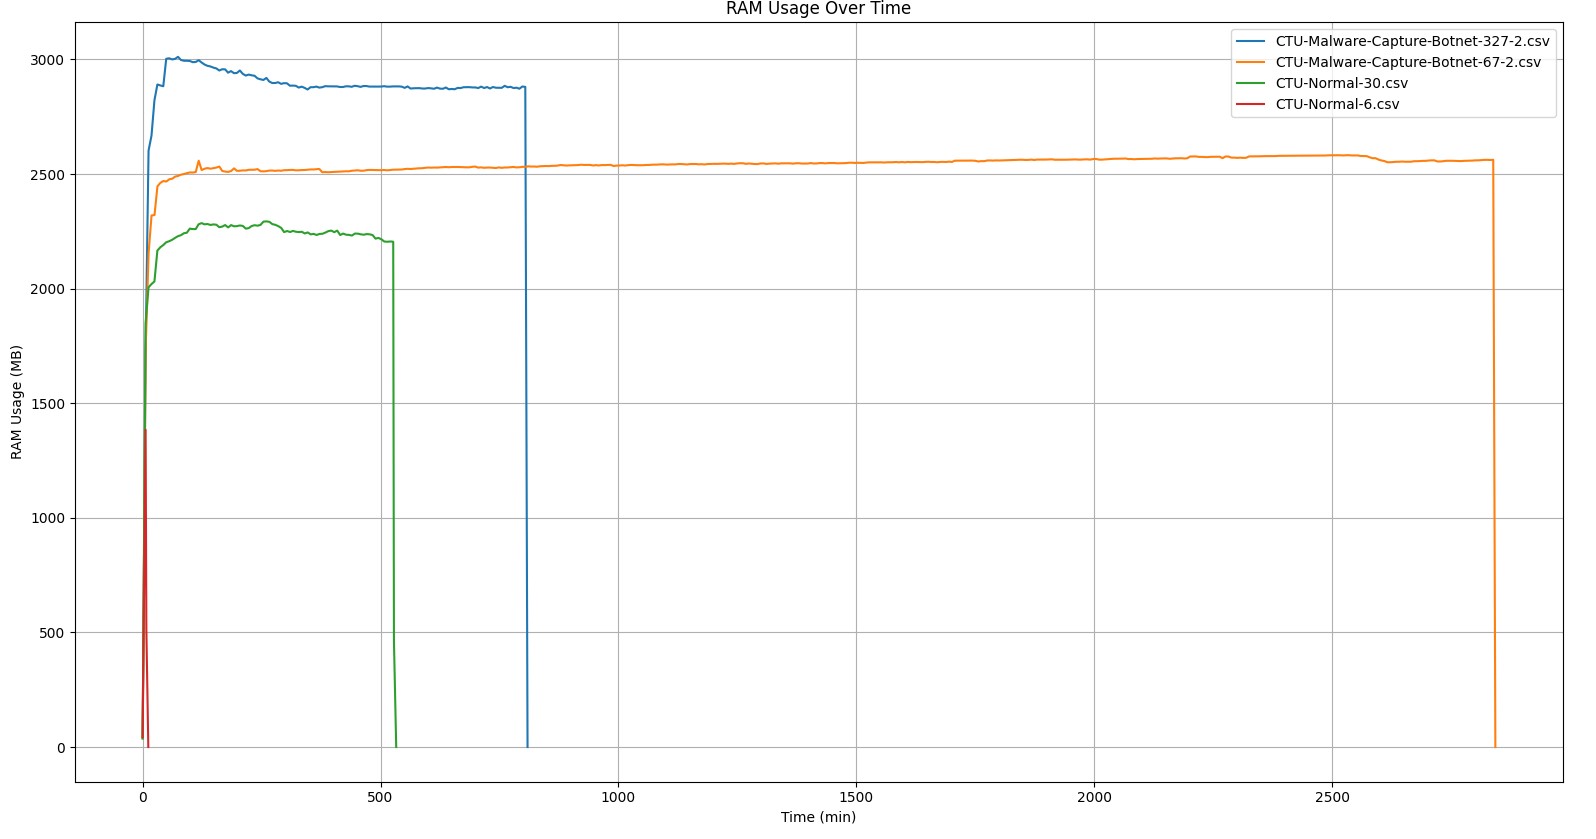 RAM Usage Over Time
CTU-Malware-Capture-Botnet-327-2.csv
CTU-Malware-Capture-Botnet-67-2.csv
CTU-Normal-30.csv
CTU-Normal-6.csv
RAM Usage (MB)
3000
2500
2000
1500
1000
500
0
0 500 1000 1500 2000 2500
Time (min)